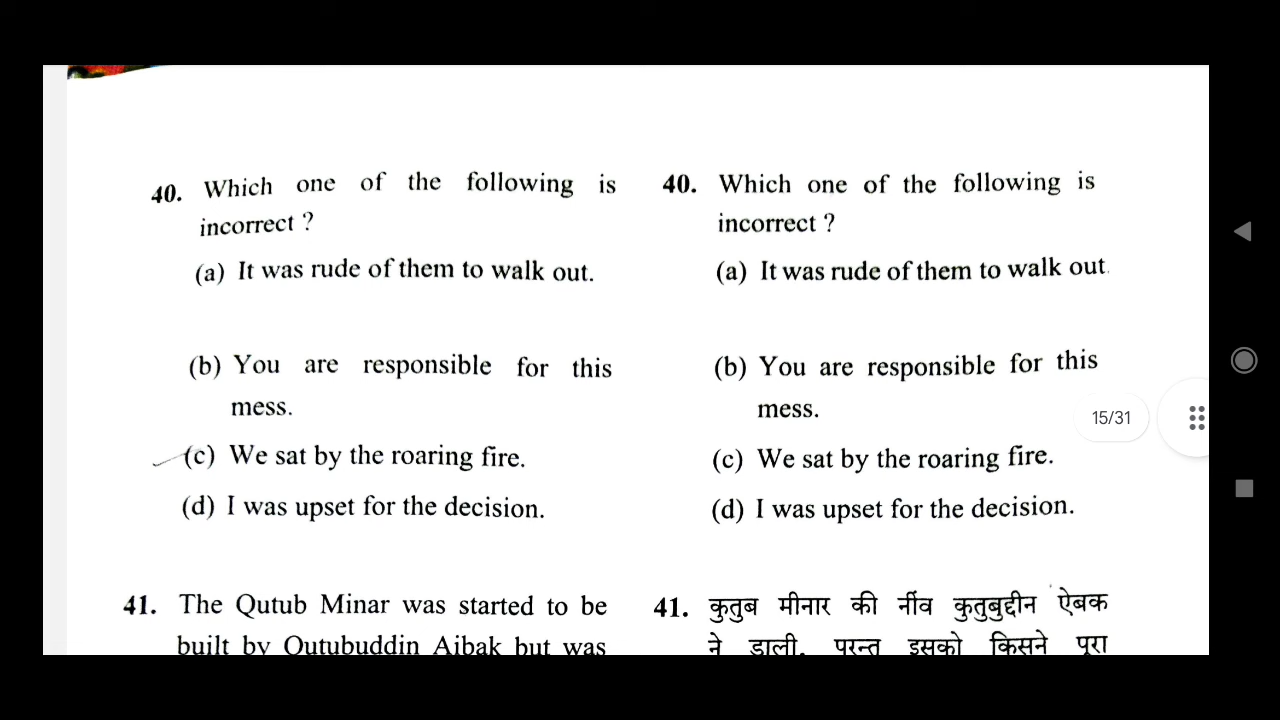 40. Which one of the following is
incorrect ?
(a) It was rude of them to walk out.
(b) You are responsible for this
mess.
(c) We sat by the roaring fire.
(d) I was upset for the decision.
41. The Qutub Minar was started to be
built by Qutubuddin Aibak but was
40. Which one of the following is
incorrect ?
(a) It was rude of them to walk out.
(b) You are responsible for this
mess.
(c) We sat by the roaring fire.
(d) I was upset for the decision.
41. कुतुब मीनार की नींव कुतुबुद्दीन ऐबक
ने डाली, परन्तु इसको किसने पूरा
15/31